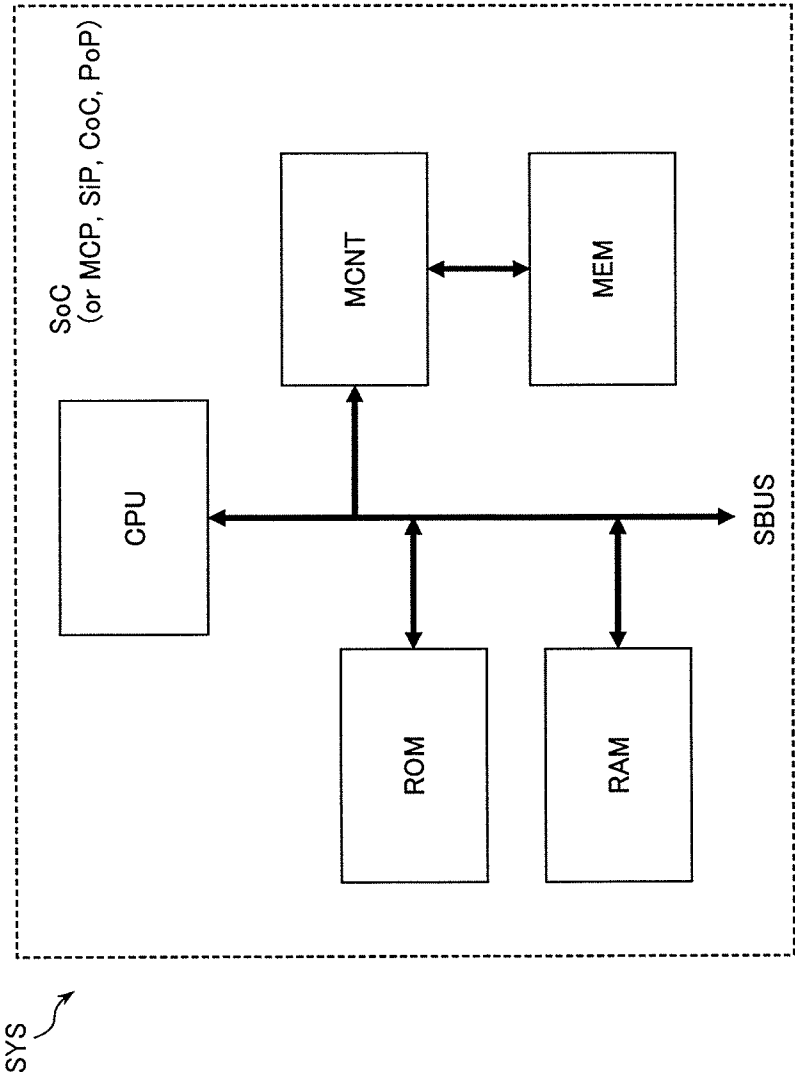 SYS
SoC
(or MCP, SiP, CoC, PoP)
CPU
MCNT
MEM
ROM
RAM
SBUS